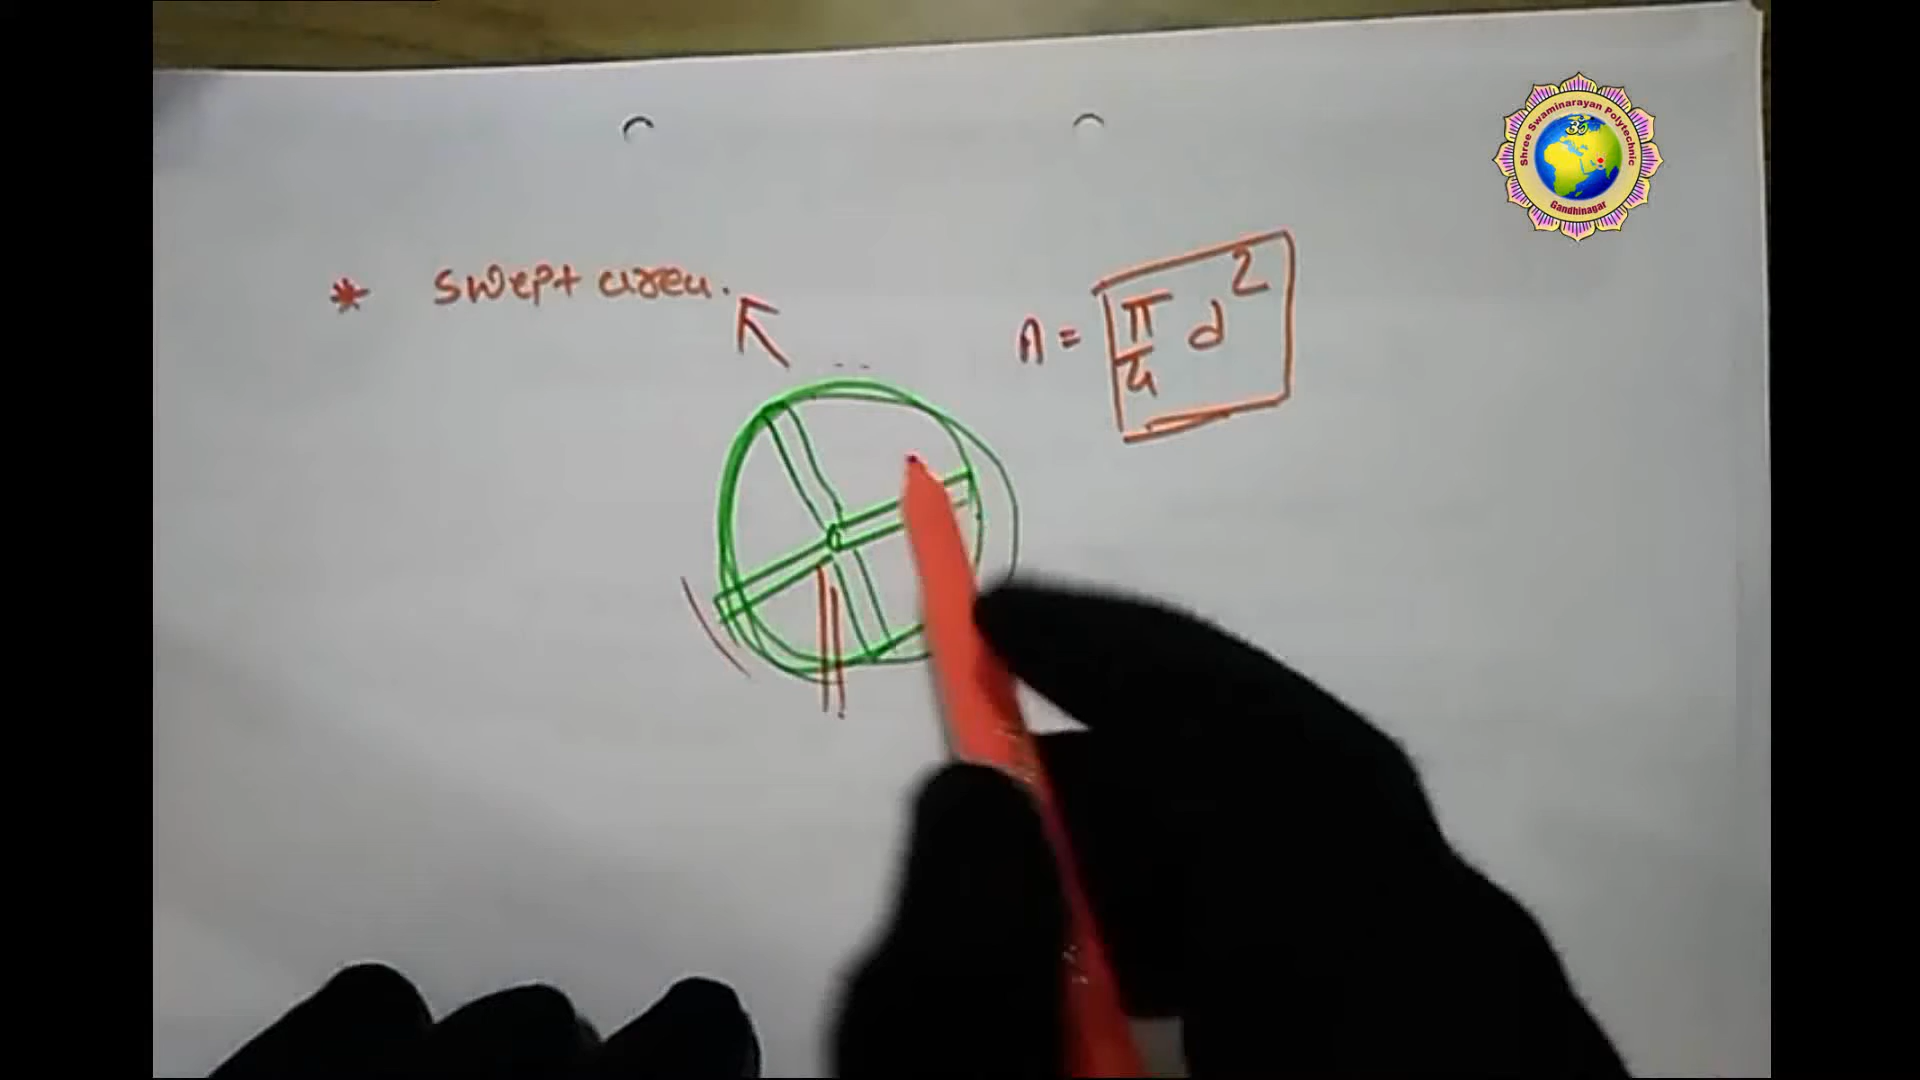 * swept area.
A = π/4 d²
Shree Swaminarayan Polytechnic
Gandhinagar
ॐ